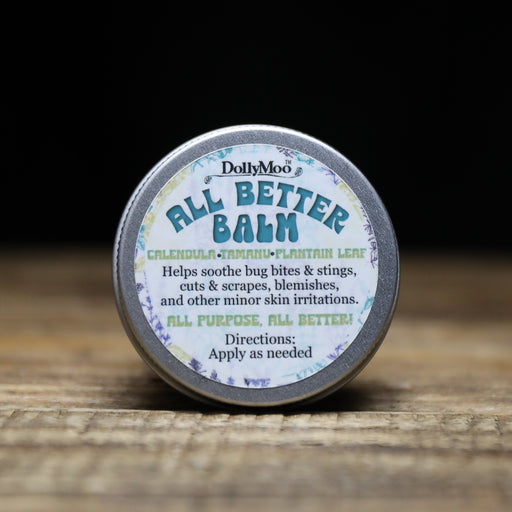 DollyMoo™
ALL BETTER
BALM
CALENDULA•TAMANU•PLANTAIN LEAF
Helps soothe bug bites & stings,
cuts & scrapes, blemishes,
and other minor skin irritations.
ALL PURPOSE, ALL BETTER!
Directions:
Apply as needed